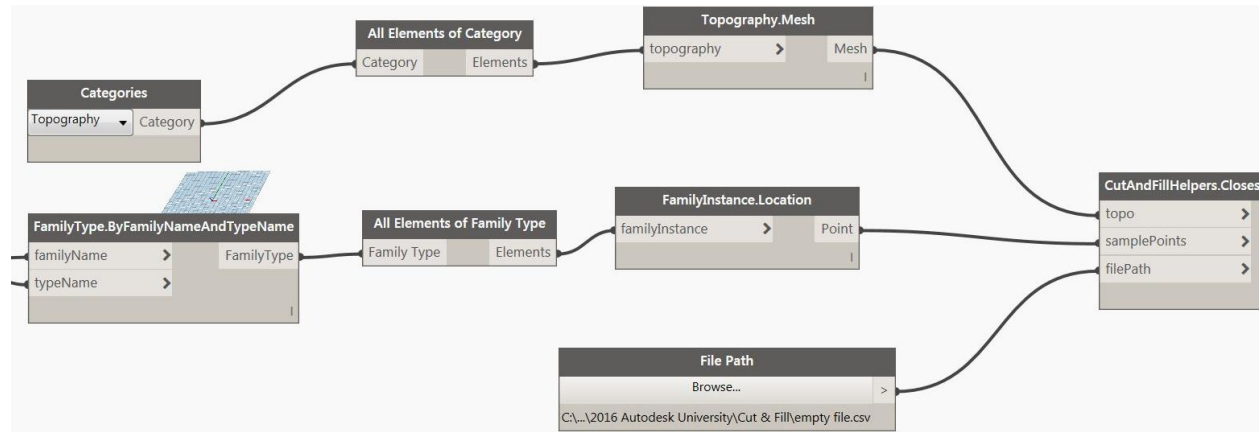 Categories
Topography
Category
All Elements of Category
Category
Elements
Topography.Mesh
topography >
Mesh
FamilyType.ByFamilyNameAndTypeName
familyName >
FamilyType
typeName >
All Elements of Family Type
Family Type
Elements
FamilyInstance.Location
familyInstance >
Point
File Path
Browse...
>
C:\...\2016 Autodesk University\Cut & Fill\empty file.csv
CutAndFillHelpers.Closes
topo >
samplePoints >
filePath >